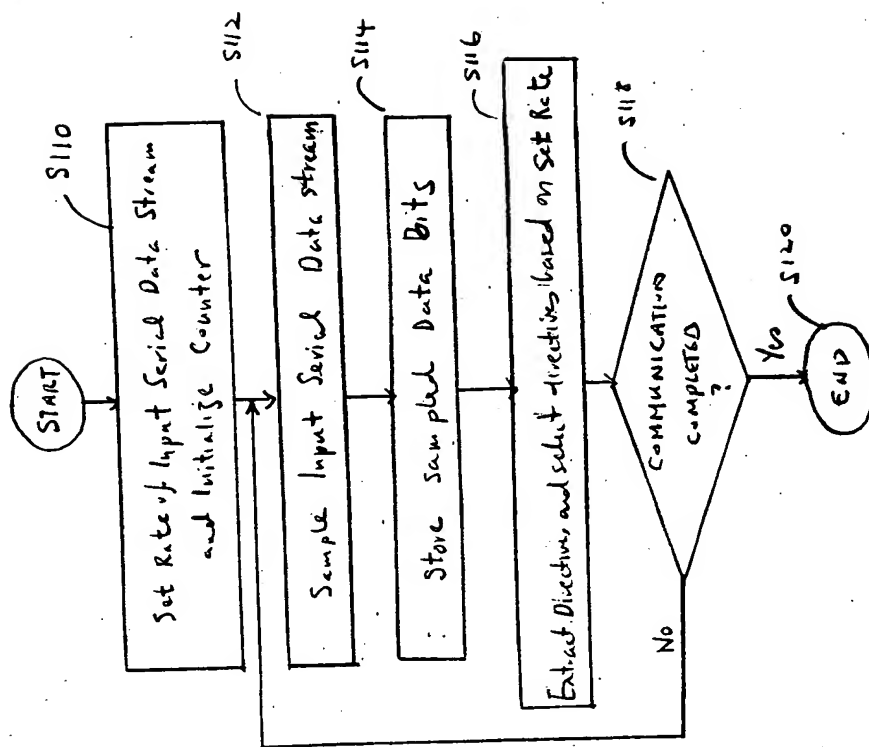 START
S110
Set Rate of Input Serial Data Stream
and Initialize Counter
S112
Sample Input Serial Data stream
S114
Store Sampled Data Bits
S116
Extract Directive, and select directives based on Set Rate
S118
COMMUNICATION
COMPLETED
?
No
Yes
S120
END